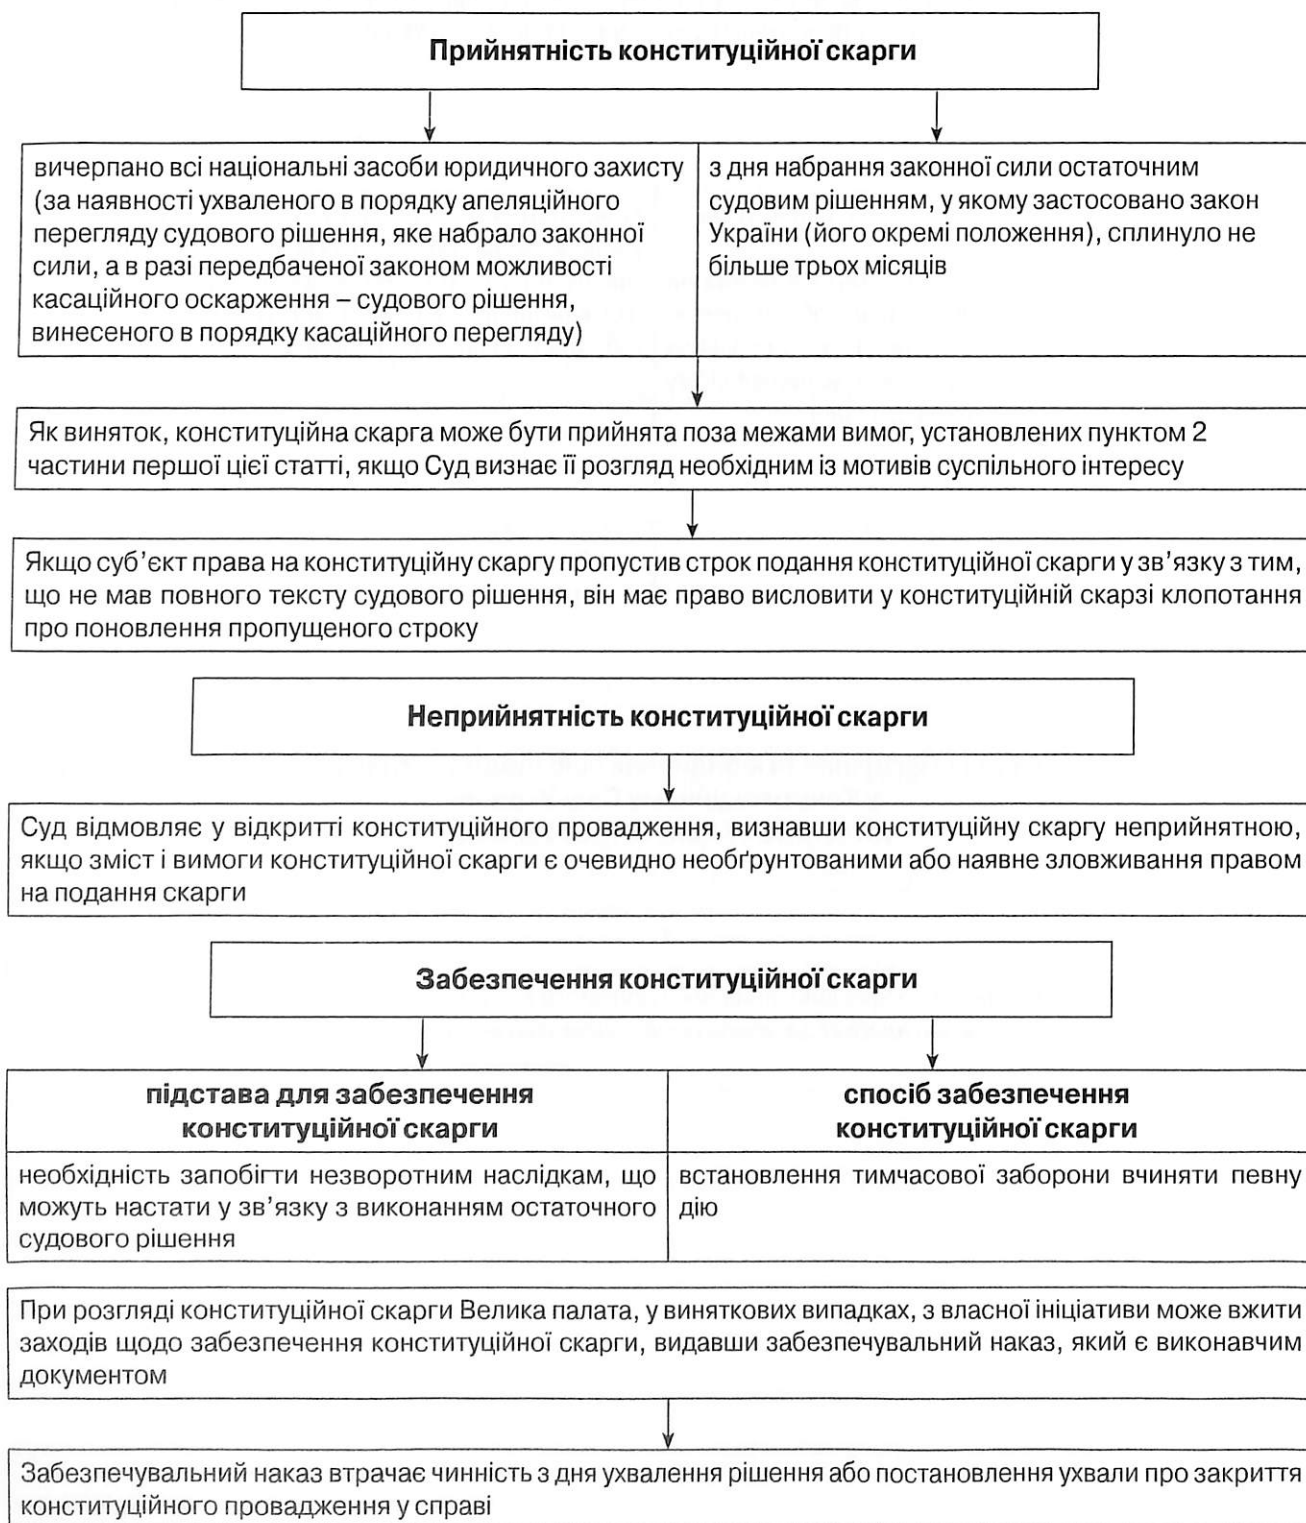 Прийнятність конституційної скарги
вичерпано всі національні засоби юридичного захисту
(за наявності ухваленого в порядку апеляційного
перегляду судового рішення, яке набрало законної
сили, а в разі передбаченої законом можливості
касаційного оскарження – судового рішення,
винесеного в порядку касаційного перегляду)
з дня набрання законної сили остаточним
судовим рішенням, у якому застосовано закон
України (його окремі положення), сплинуло не
більше трьох місяців
Як виняток, конституційна скарга може бути прийнята поза межами вимог, установлених пунктом 2
частини першої цієї статті, якщо Суд визнає її розгляд необхідним із мотивів суспільного інтересу
Якщо суб’єкт права на конституційну скаргу пропустив строк подання конституційної скарги у зв’язку з тим,
що не мав повного тексту судового рішення, він має право висловити у конституційній скарзі клопотання
про поновлення пропущеного строку
Неприйнятність конституційної скарги
Суд відмовляє у відкритті конституційного провадження, визнавши конституційну скаргу неприйнятною,
якщо зміст і вимоги конституційної скарги є очевидно необґрунтованими або наявне зловживання правом
на подання скарги
Забезпечення конституційної скарги
підстава для забезпечення
конституційної скарги
спосіб забезпечення
конституційної скарги
необхідність запобігти незворотним наслідкам, що
можуть настати у зв’язку з виконанням остаточного
судового рішення
встановлення тимчасової заборони вчиняти певну
дію
При розгляді конституційної скарги Велика палата, у виняткових випадках, з власної ініціативи може вжити
заходів щодо забезпечення конституційної скарги, видавши забезпечувальний наказ, який є виконавчим
документом
Забезпечувальний наказ втрачає чинність з дня ухвалення рішення або постановлення ухвали про закриття
конституційного провадження у справі